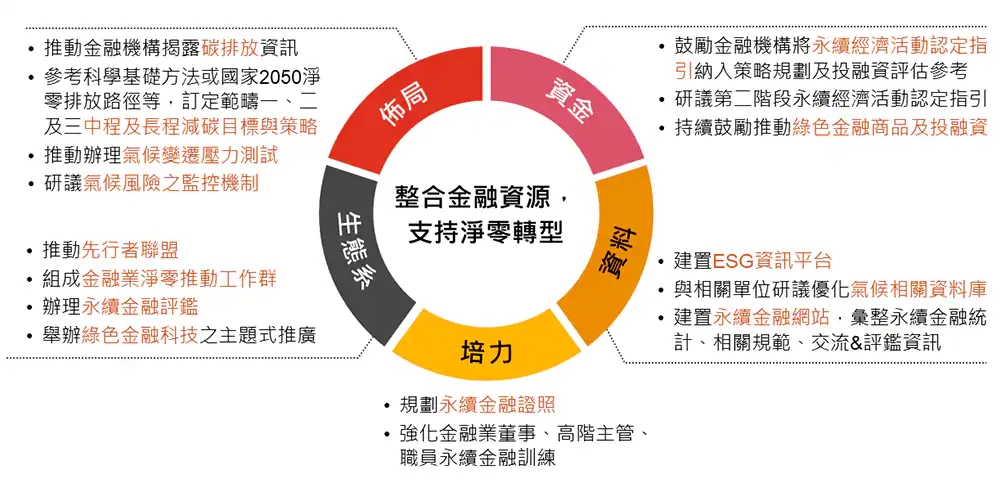 • 推動金融機構揭露碳排放資訊
• 參考科學基礎方法或國家2050淨
零排放路徑等，訂定範疇一、二
及三中程及長程減碳目標與策略
• 推動辦理氣候變遷壓力測試
• 研議氣候風險之監控機制
佈局
資金
• 鼓勵金融機構將永續經濟活動認定指
引納入策略規劃及投融資評估參考
• 研議第二階段永續經濟活動認定指引
• 持續鼓勵推動綠色金融商品及投融資
整合金融資源，
支持淨零轉型
生態系
• 推動先行者聯盟
• 組成金融業淨零推動工作群
• 辦理永續金融評鑑
• 舉辦綠色金融科技之主題式推廣
資料
• 建置ESG資訊平台
• 與相關單位研議優化氣候相關資料庫
• 建置永續金融網站，彙整永續金融統
計、相關規範、交流&評鑑資訊
培力
• 規劃永續金融證照
• 強化金融業董事、高階主管、
職員永續金融訓練